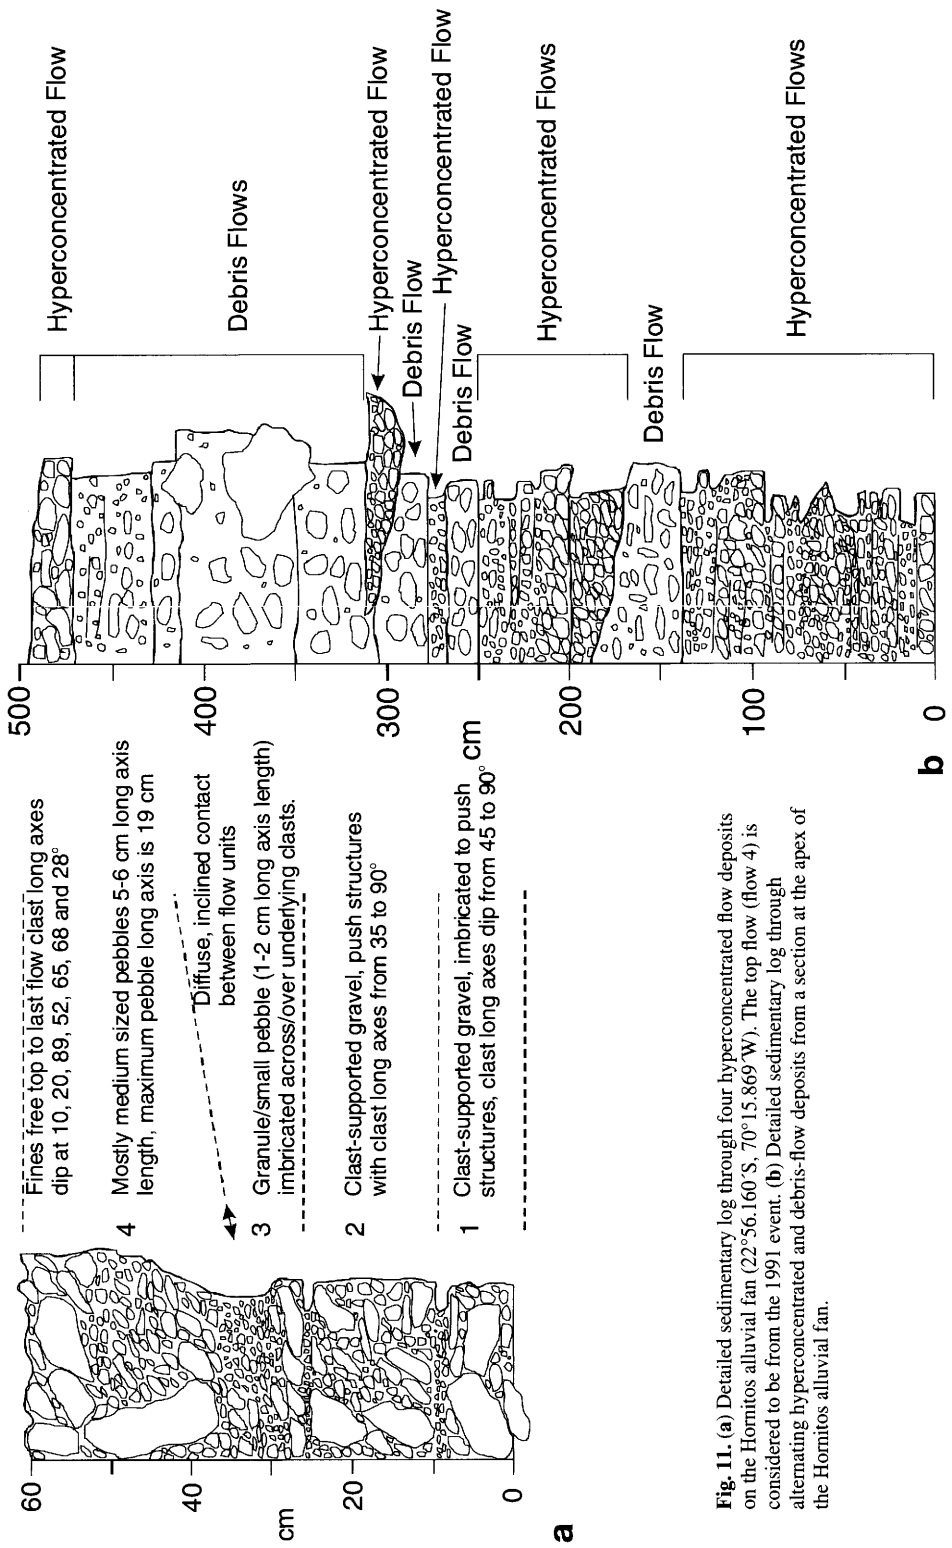 60
40
cm
20
0
Fines free top to last flow clast long axes
dip at 10, 20, 89, 52, 65, 68 and 28°
4
Mostly medium sized pebbles 5-6 cm long axis
length, maximum pebble long axis is 19 cm
Diffuse, inclined contact
between flow units
3
Granule/small pebble (1-2 cm long axis length)
imbricated across/over underlying clasts.
2
Clast-supported gravel, push structures
with clast long axes from 35 to 90°
1
Clast-supported gravel, imbricated to push
structures, clast long axes dip from 45 to 90°
a
500
400
300
cm
200
100
0
Hyperconcentrated Flow
Debris Flows
Hyperconcentrated Flow
Debris Flow
Hyperconcentrated Flow
Debris Flow
Hyperconcentrated Flows
Debris Flow
Hyperconcentrated Flows
b
Fig. 11. (a) Detailed sedimentary log through four hyperconcentrated flow deposits
on the Hornitos alluvial fan (22°56.160′S, 70°15.869′W). The top flow (flow 4) is
considered to be from the 1991 event. (b) Detailed sedimentary log through
alternating hyperconcentrated and debris-flow deposits from a section at the apex of
the Hornitos alluvial fan.